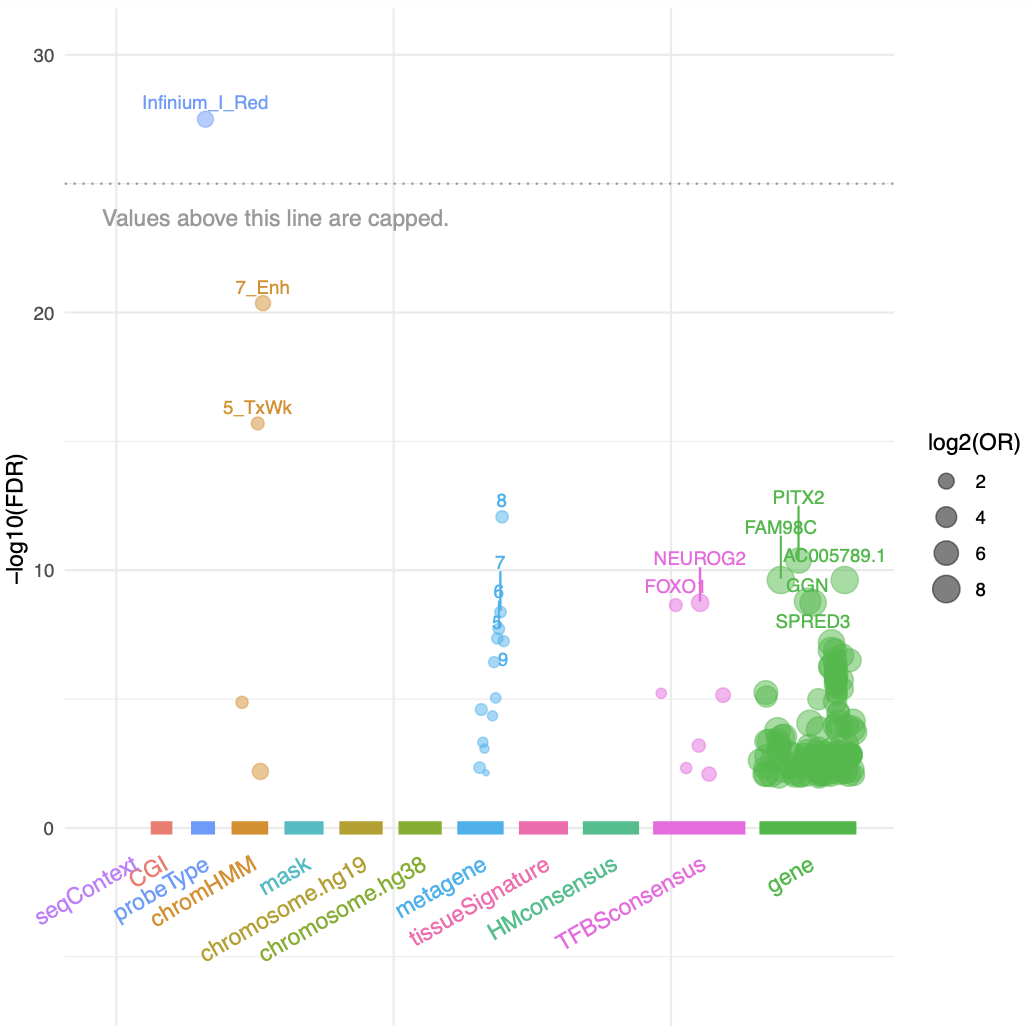 30
Infinium_I_Red
Values above this line are capped.
7_Enh
20
5_TxWk
log2(OR)
−log10(FDR)
2
4
6
8
8
PITX2
FAM98C
7
NEUROG2
AC005789.1
10
6
FOXO1
GGN
5
SPRED3
9
0
seqContext
CGI
probeType
chromHMM
mask
chromosome.hg19
chromosome.hg38
metagene
tissueSignature
HMconsensus
TFBSconsensus
gene